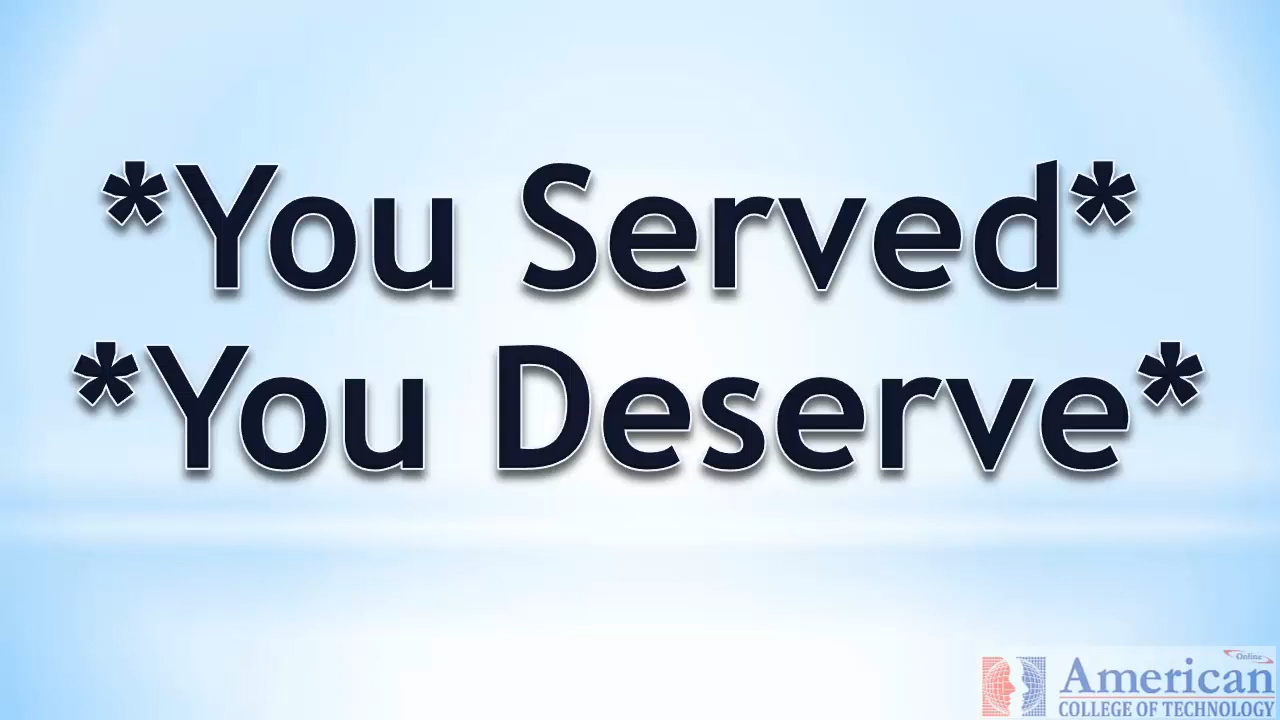 *You Served*
*You Deserve*
Online
American
COLLEGE OF TECHNOLOGY